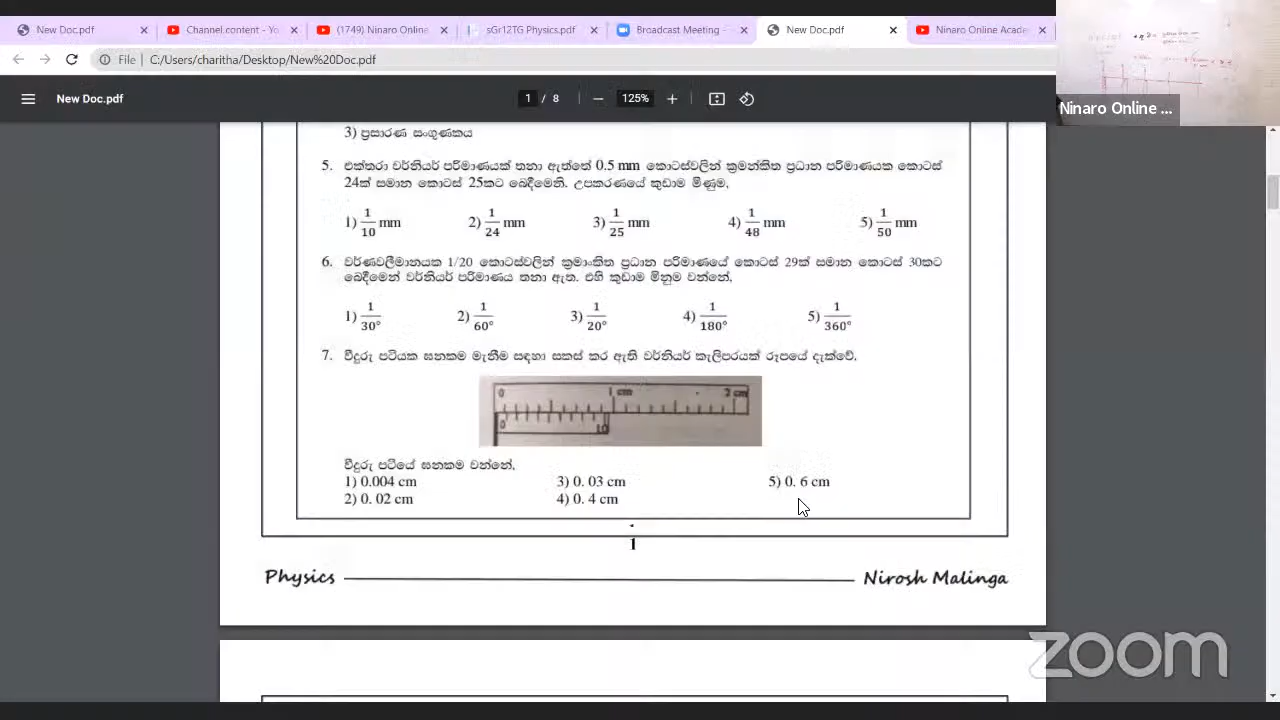 New Doc.pdf
Channel content - Yo
(1749) Ninaro Online
sGr12TG Physics.pdf
Broadcast Meeting -
New Doc.pdf
Ninaro Online Acade
File | C:/Users/charitha/Desktop/New%20Doc.pdf
Ninaro Online ...
New Doc.pdf
1 / 8
125%
3) ප්‍රසාරණ සංගුණකය
5. එක්තරා වර්නියර් පරිමාණයක් තනා ඇත්තේ 0.5 mm කොටස්වලින් ක්‍රමන්කිත ප්‍රධාන පරිමාණයක කොටස්
24ක් සමාන කොටස් 25කට බෙදීමෙනි. උපකරණයේ කුඩාම මිණුම,
1) 1/10 mm 2) 1/24 mm 3) 1/25 mm 4) 1/48 mm 5) 1/50 mm
6. වර්ණවලීමානයක 1/20 කොටස්වලින් ක්‍රමාංකිත ප්‍රධාන පරිමාණයේ කොටස් 29ක් සමාන කොටස් 30කට
බෙදීමෙන් වර්නියර් පරිමාණය තනා ඇත. එහි කුඩාම මිනුම වන්නේ,
1) 1/30° 2) 1/60° 3) 1/20° 4) 1/180° 5) 1/360°
7. වීදුරු පටියක ඝනකම මැනීම සඳහා සකස් කර ඇති වර්නියර් කැලිපරයක් රූපයේ දැක්වේ.
0 1 cm 2 cm
0 10
වීදුරු පටියේ ඝනකම වන්නේ,
1) 0.004 cm 3) 0. 03 cm 5) 0. 6 cm
2) 0. 02 cm 4) 0. 4 cm
1
Physics Nirosh Malinga
zoom